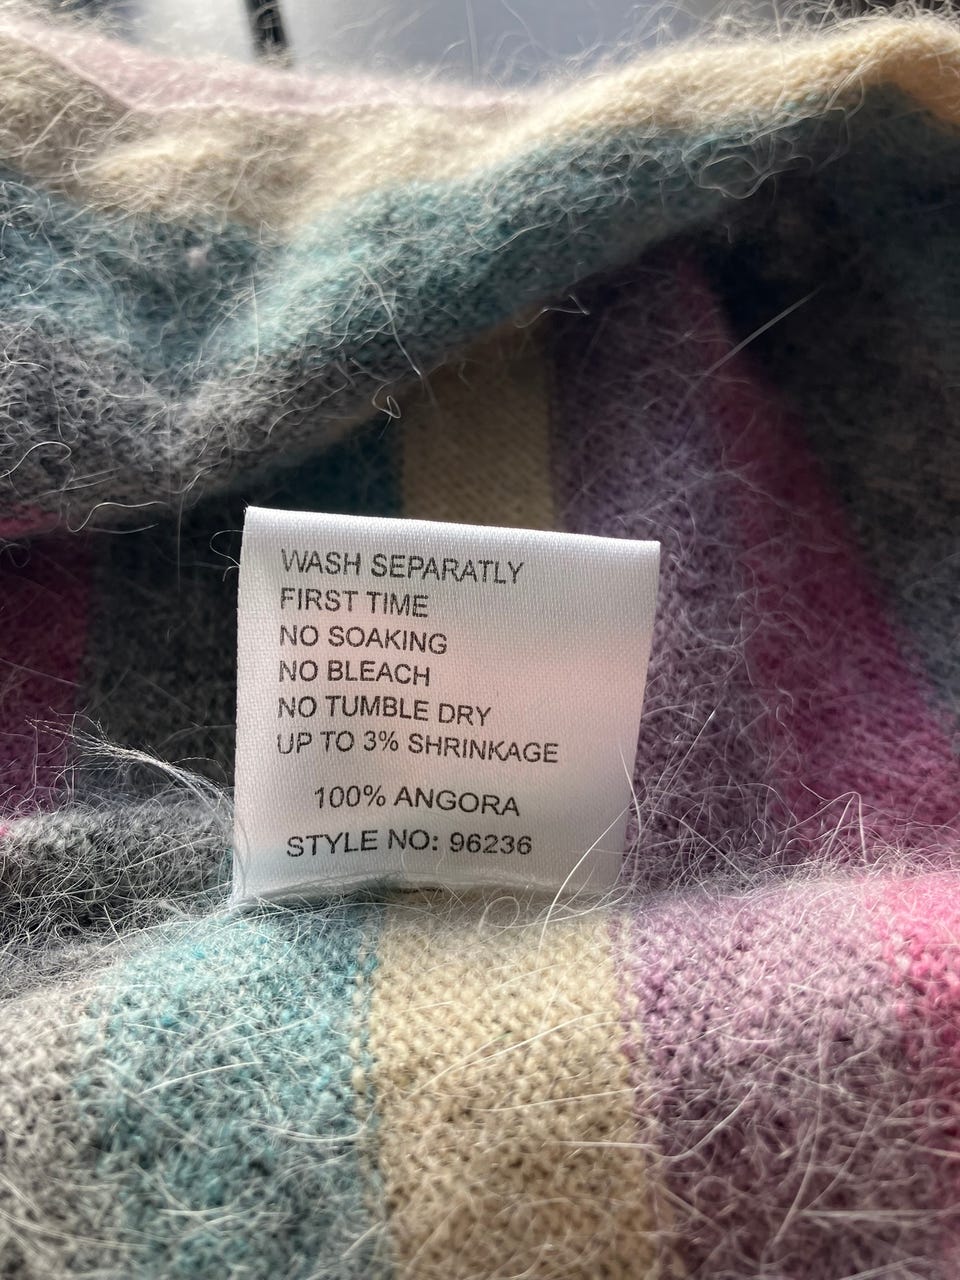 WASH SEPARATLY
FIRST TIME
NO SOAKING
NO BLEACH
NO TUMBLE DRY
UP TO 3% SHRINKAGE
100% ANGORA
STYLE NO: 96236